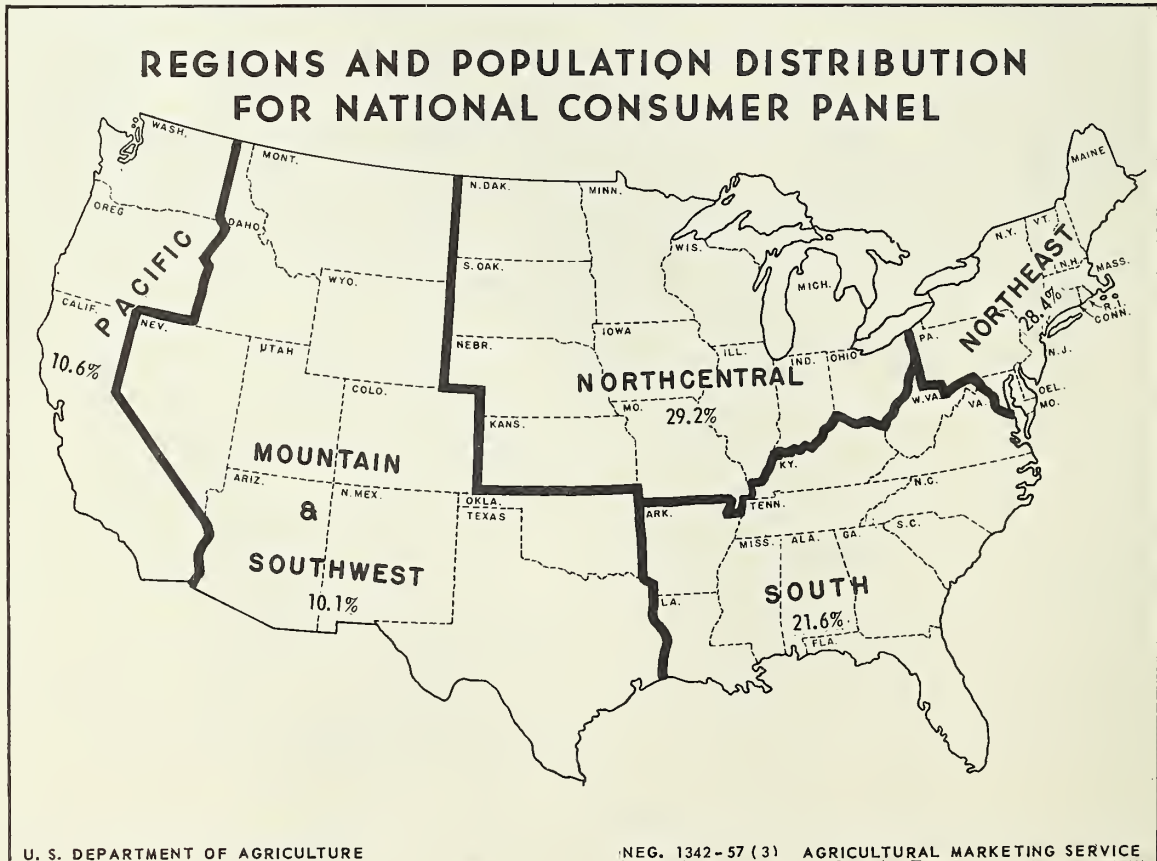 REGIONS AND POPULATION DISTRIBUTION
FOR NATIONAL CONSUMER PANEL
WASH.
MONT.
N.DAK.
MINN.
MAINE
OREG
DAHO
WIS.
N.Y.
VT.
N.H.
MASS.
R.I.
CONN.
PACIFIC
WYO.
S.OAK.
MICH.
NORTHEAST
28.4%
CALIF.
NEV.
UTAH
NEBR.
IOWA
ILL.
IND.
OHIO
PA.
N.J.
10.6%
COLO.
NORTHCENTRAL
29.2%
KANS.
MO.
W.VA.
VA.
DEL.
MO.
MOUNTAIN
&
SOUTHWEST
10.1%
ARIZ.
N.MEX.
OKLA.
TEXAS
ARK.
KY.
TENN.
N.C.
S.C.
MISS.
ALA.
GA.
LA.
SOUTH
21.6%
FLA.
U. S. DEPARTMENT OF AGRICULTURE
NEG. 1342-57 (3) AGRICULTURAL MARKETING SERVICE